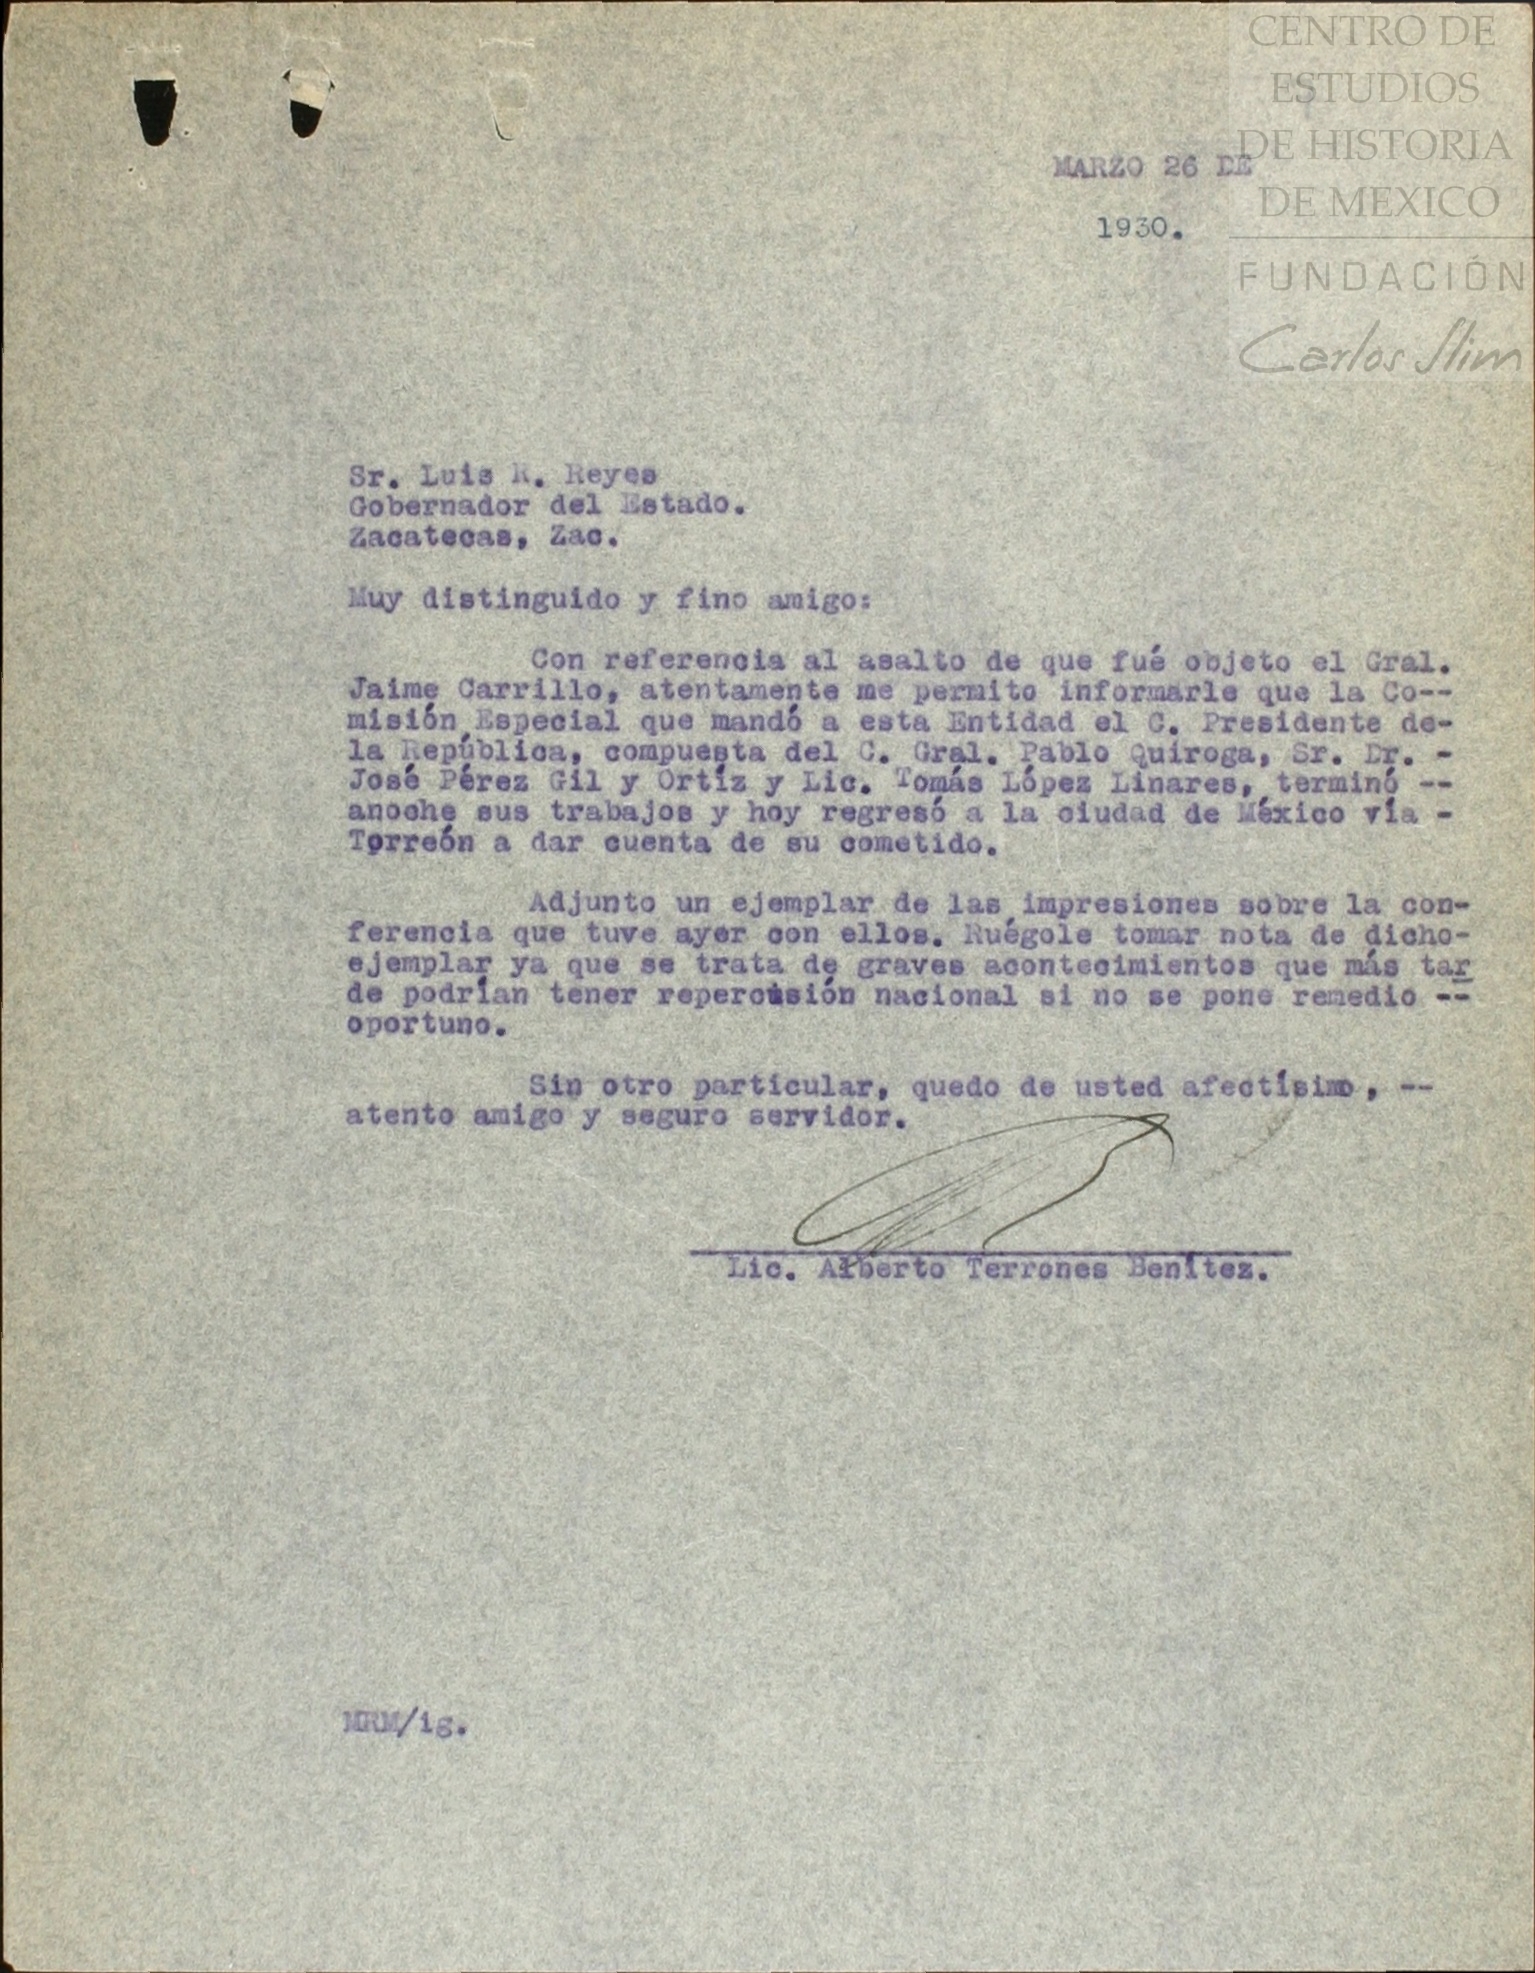 CENTRO DE
ESTUDIOS
DE HISTORIA
DE MEXICO
FUNDACIÓN
Carlos Slim
MARZO 26 DE
1930.
Sr. Luis R. Reyes
Gobernador del Estado.
Zacatecas, Zac.
Muy distinguido y fino amigo:
Con referencia al asalto de que fué objeto el Gral.
Jaime Carrillo, atentamente me permito informarle que la Co--
misión Especial que mandó a esta Entidad el C. Presidente de-
la República, compuesta del C. Gral. Pablo Quiroga, Sr. Dr. -
José Pérez Gil y Ortíz y Lic. Tomás López Linares, terminó --
anoche sus trabajos y hoy regresó a la ciudad de México vía -
Torreón a dar cuenta de su cometido.
Adjunto un ejemplar de las impresiones sobre la con-
ferencia que tuve ayer con ellos. Ruégole tomar nota de dicho-
ejemplar ya que se trata de graves acontecimientos que más tar
de podrían tener repercusión nacional si no se pone remedio --
oportuno.
Sin otro particular, quedo de usted afectísimo, --
atento amigo y seguro servidor.
Lic. Alberto Terrones Benítez.
MRM/ig.